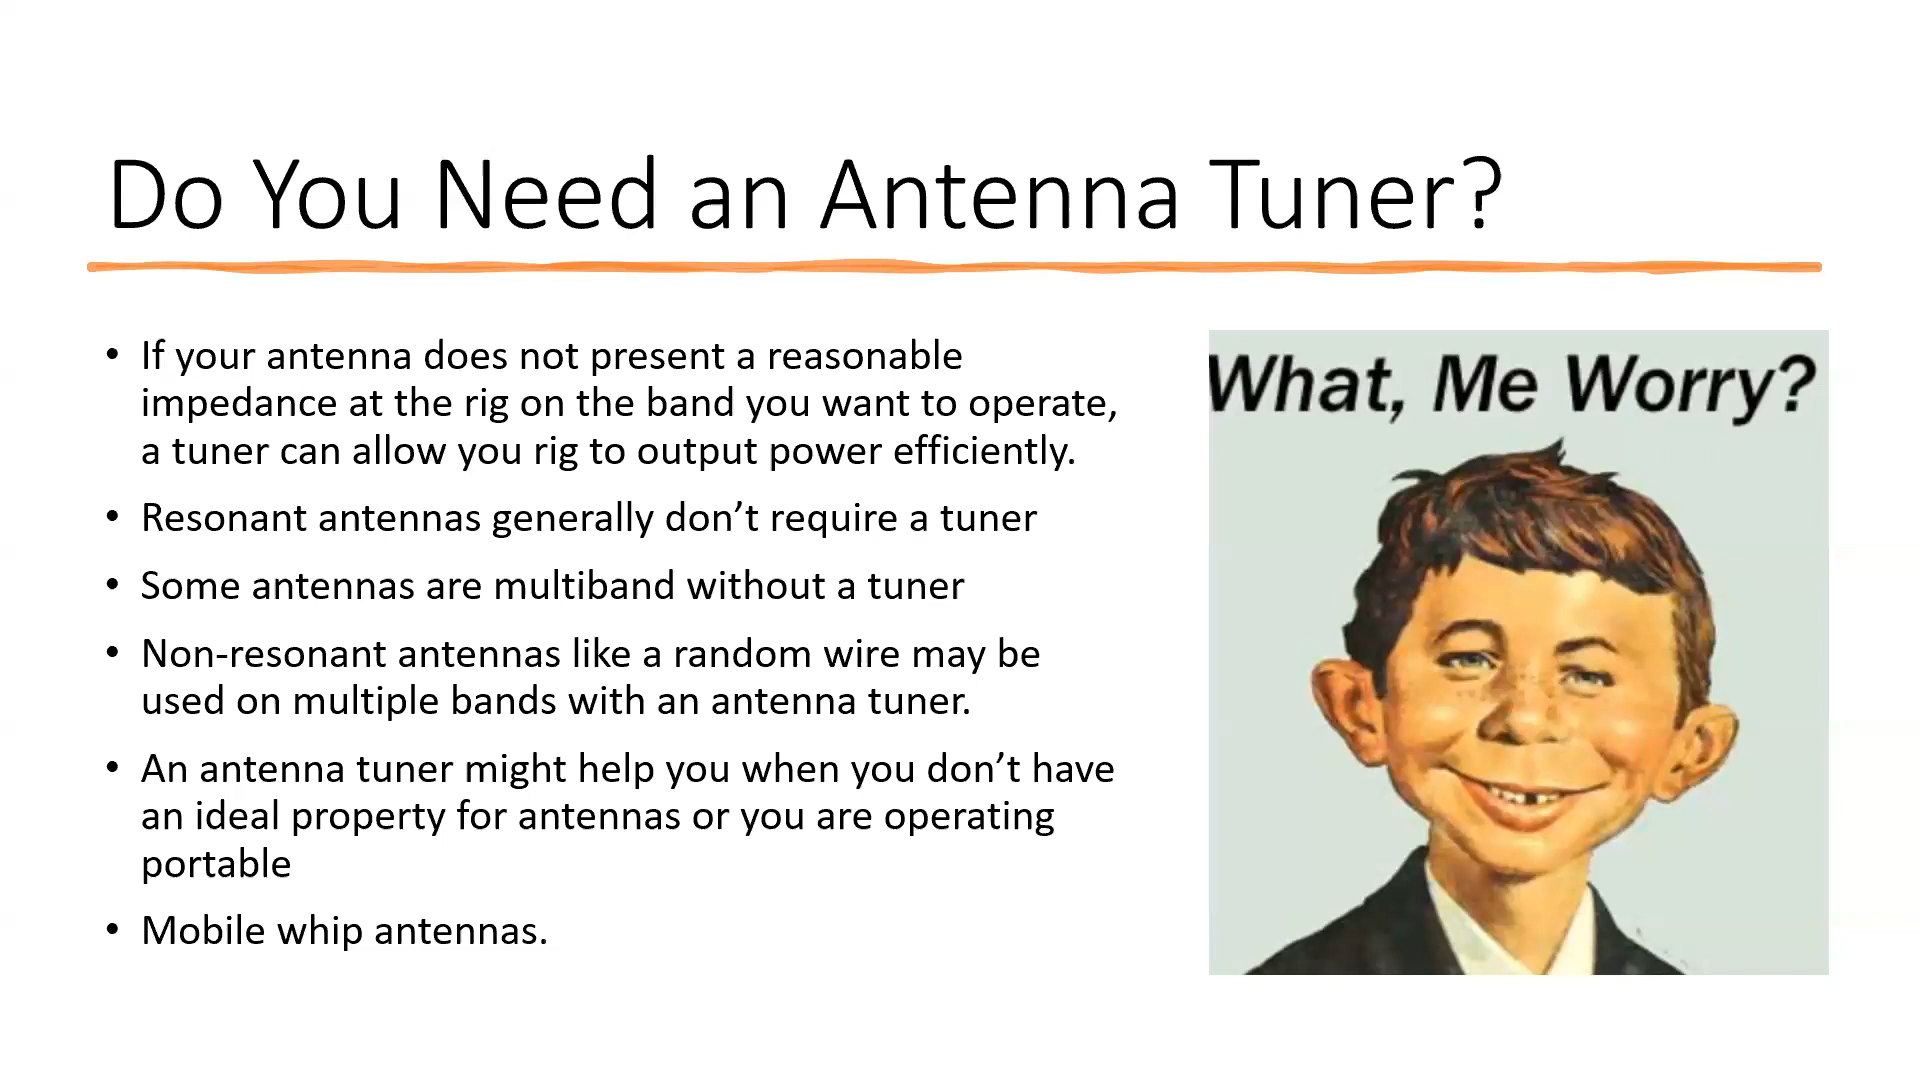 Do You Need an Antenna Tuner?
• If your antenna does not present a reasonable
impedance at the rig on the band you want to operate,
a tuner can allow you rig to output power efficiently.
• Resonant antennas generally don’t require a tuner
• Some antennas are multiband without a tuner
• Non-resonant antennas like a random wire may be
used on multiple bands with an antenna tuner.
• An antenna tuner might help you when you don’t have
an ideal property for antennas or you are operating
portable
• Mobile whip antennas.
What, Me Worry?